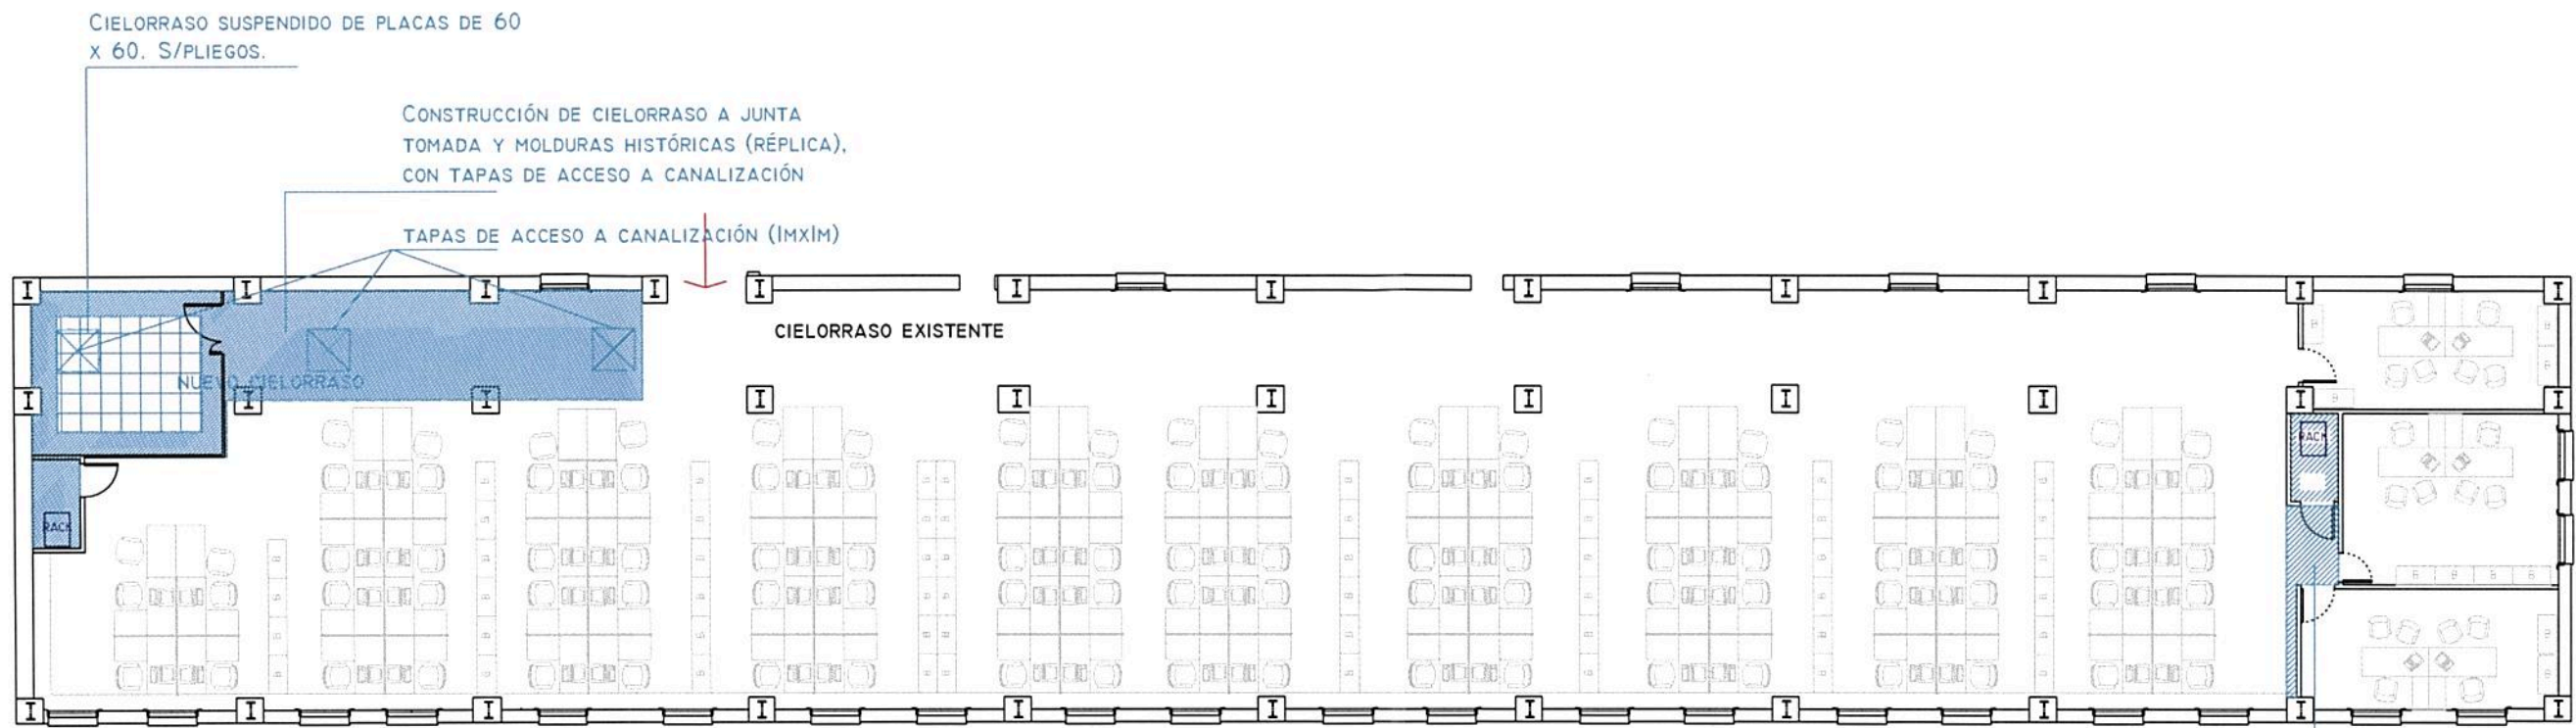 CIELORRASO SUSPENDIDO DE PLACAS DE 60
X 60. S/PLIEGOS.
CONSTRUCCIÓN DE CIELORRASO A JUNTA
TOMADA Y MOLDURAS HISTÓRICAS (RÉPLICA),
CON TAPAS DE ACCESO A CANALIZACIÓN
TAPAS DE ACCESO A CANALIZACIÓN (1MX1M)
CIELORRASO EXISTENTE
NUEVO CIELORRASO
RACK
RACK